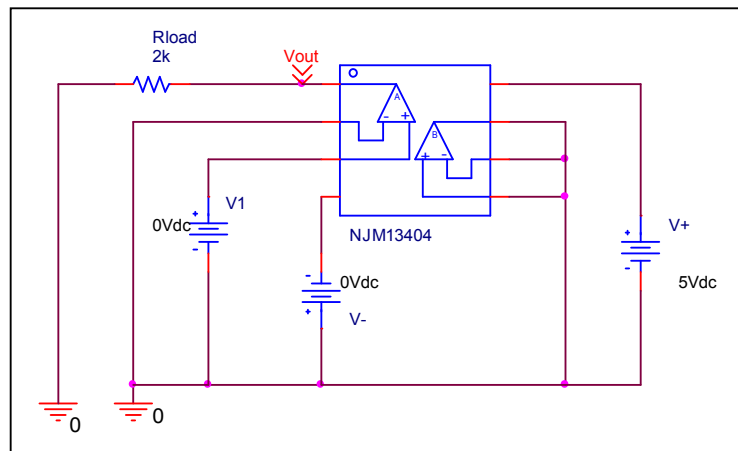 Rload
2k
Vout
A
- +
B
+ -
V1
0Vdc
+
-
NJM13404
-
0Vdc
+
V-
V+
+
-
5Vdc
0
0